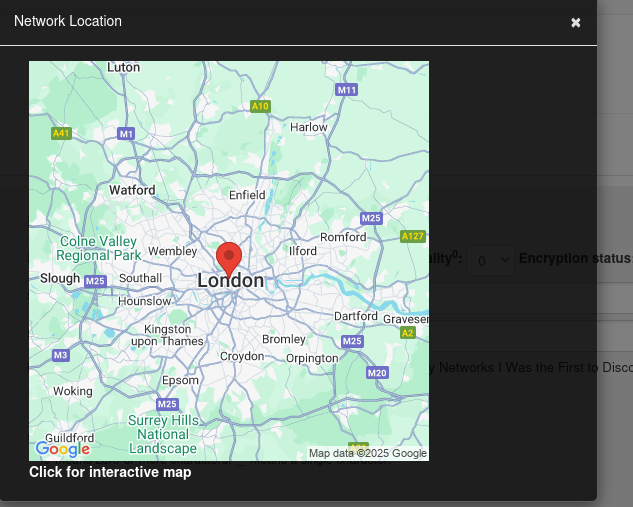 Network Location
✖
Luton
M11
A10
A41
M1
Harlow
Watford
Enfield
M25
Romford
A127
Colne Valley
Regional Park
Wembley
Ilford
ality⁰:
0
Encryption status:
Slough
M25
Southall
London
Hounslow
Dartford
Gravesen
Kingston
upon Thames
A2
Bromley
M25
M3
Croydon
Orpington
y Networks I Was the First to Disco
M20
Epsom
Woking
M25
Surrey Hills
National
Landscape
Guildford
Google
Map data ©2025 Google
Click for interactive map